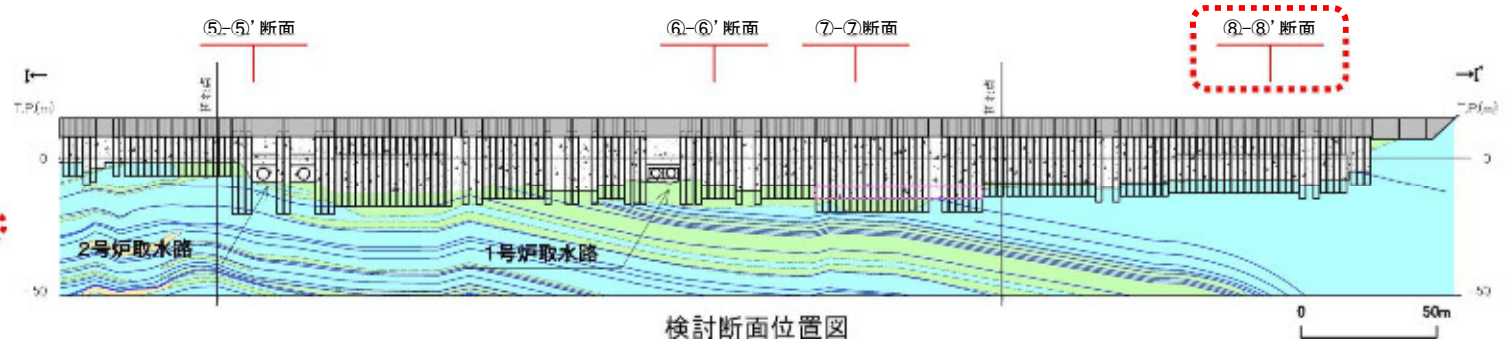 ⑤-⑤’断面
⑥-⑥’断面
⑦-⑦断面
⑧-⑧’断面
T.P.(m)
T.P.(m)
0
0
2号炉取水路
1号炉取水路
50
50
検討断面位置図
0
50m